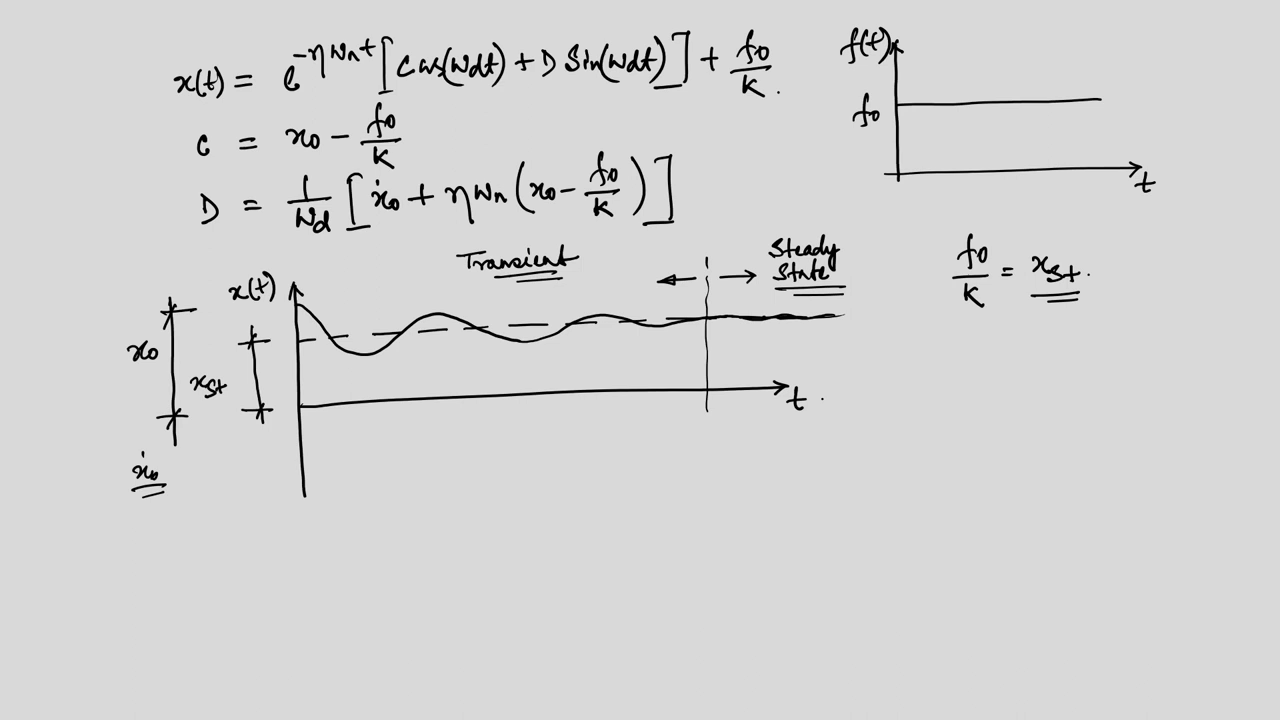 x(t) = e^{-ηωnt} [C cos(ωdt) + D Sin(ωdt)] + f0/k.
f(t)
f0
t
C = x0 - f0/k
D = 1/ωd [ẋ0 + ηωn (x0 - f0/k)]
Transient
Steady
State
f0/k = xst.
x(t)
x0
xst
t.
ẋ0